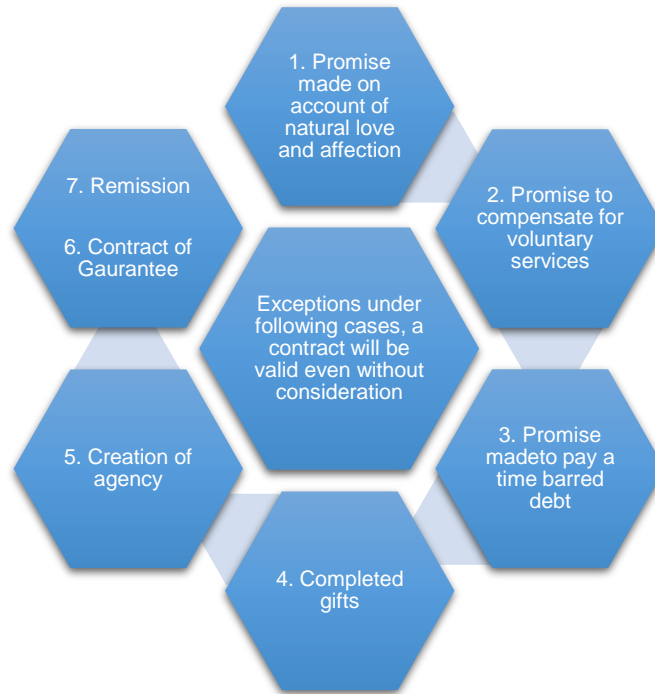 1. Promise
made on
account of
natural love
and affection
2. Promise to
compensate for
voluntary
services
3. Promise
madeto pay a
time barred
debt
4. Completed
gifts
5. Creation of
agency
7. Remission
6. Contract of
Gaurantee
Exceptions under
following cases, a
contract will be
valid even without
consideration